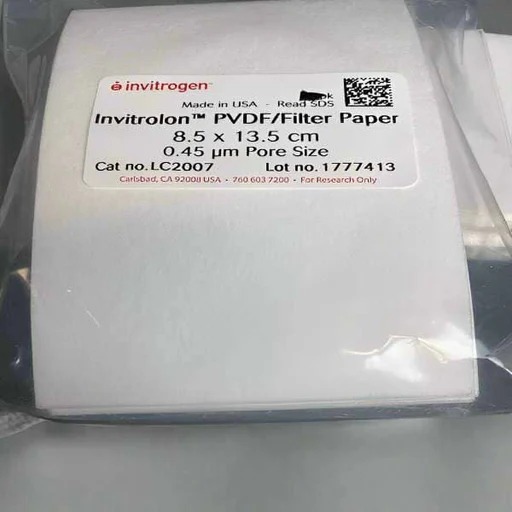 invitrogen™
Made in USA - Read SDS
Invitrolon™ PVDF/Filter Paper
8.5 x 13.5 cm
0.45 µm Pore Size
Cat no. LC2007 Lot no. 1777413
Carlsbad, CA 92008 USA • 760 603 7200 • For Research Only